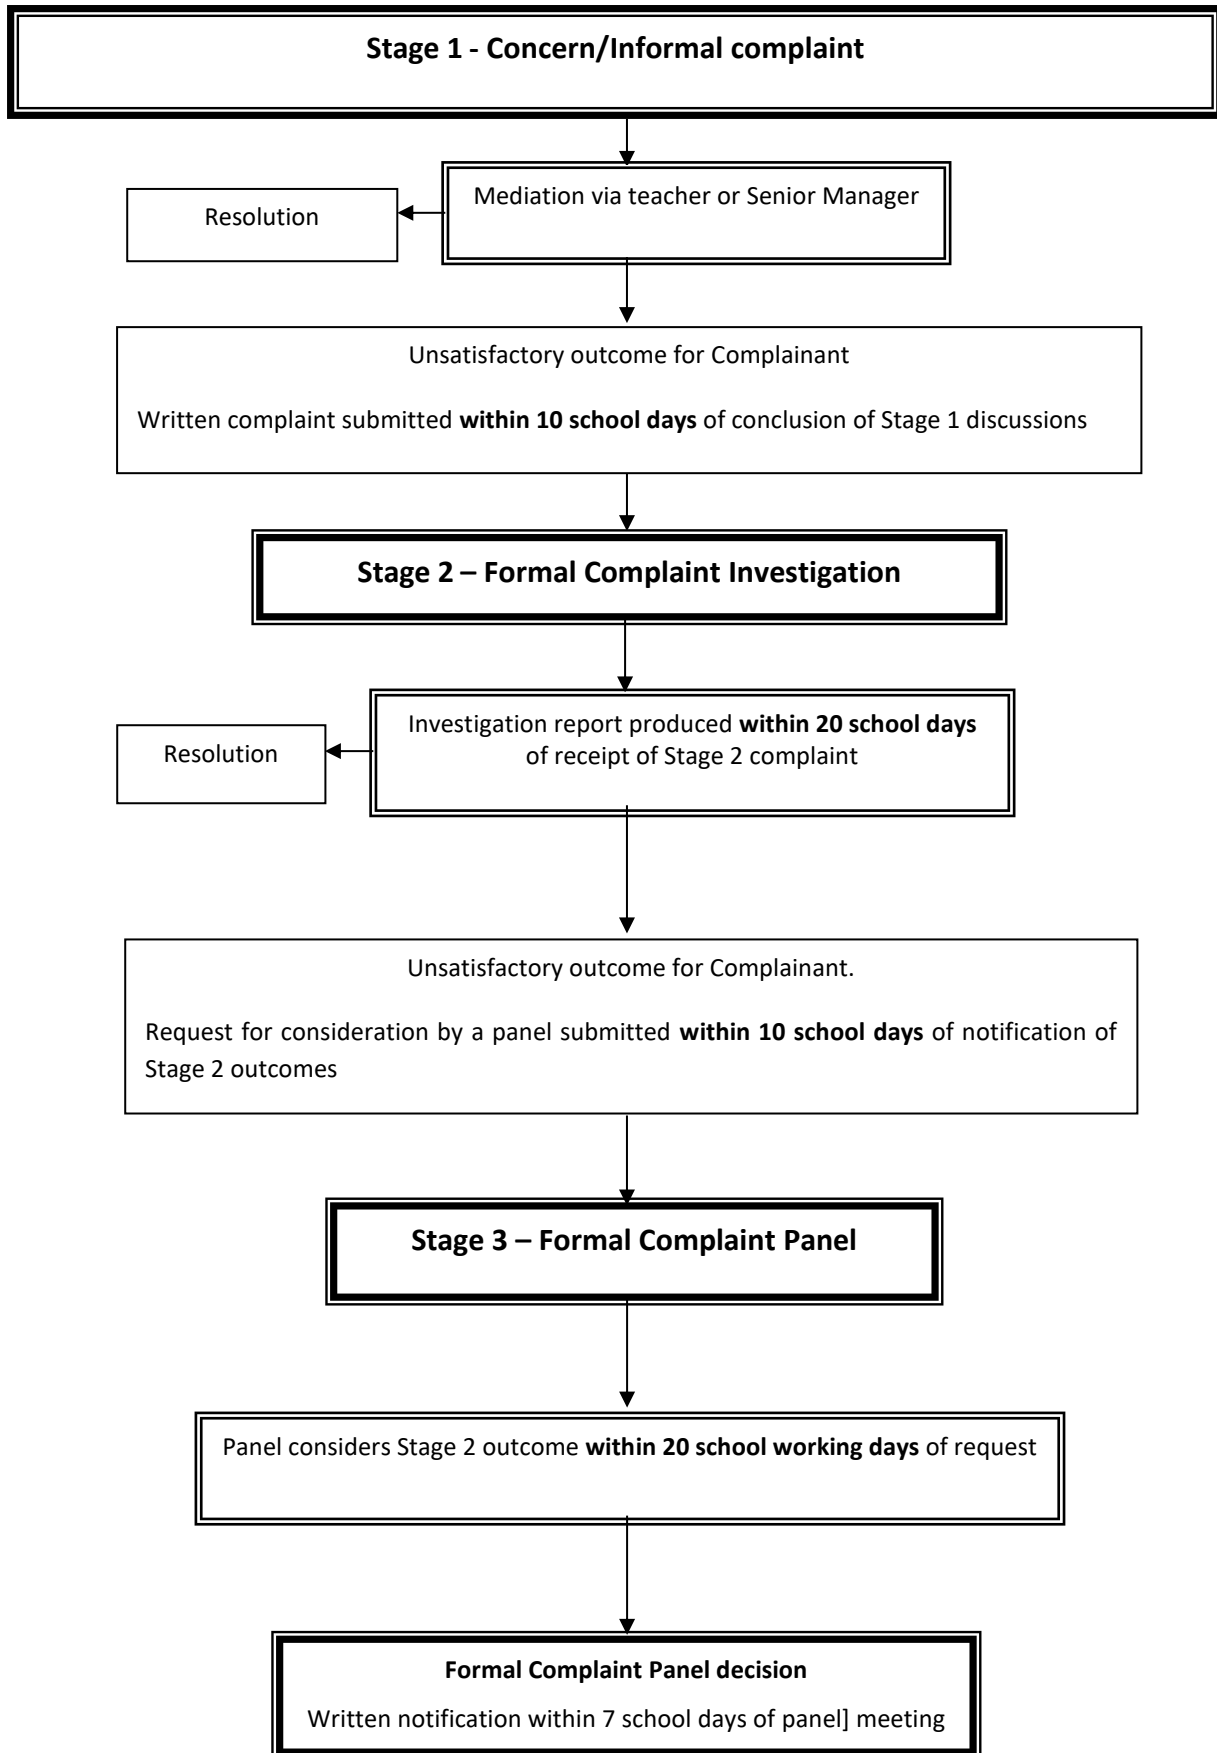 Stage 1 - Concern/Informal complaint
Mediation via teacher or Senior Manager
Resolution
Unsatisfactory outcome for Complainant
Written complaint submitted within 10 school days of conclusion of Stage 1 discussions
Stage 2 – Formal Complaint Investigation
Investigation report produced within 20 school days
of receipt of Stage 2 complaint
Resolution
Unsatisfactory outcome for Complainant.
Request for consideration by a panel submitted within 10 school days of notification of
Stage 2 outcomes
Stage 3 – Formal Complaint Panel
Panel considers Stage 2 outcome within 20 school working days of request
Formal Complaint Panel decision
Written notification within 7 school days of panel] meeting